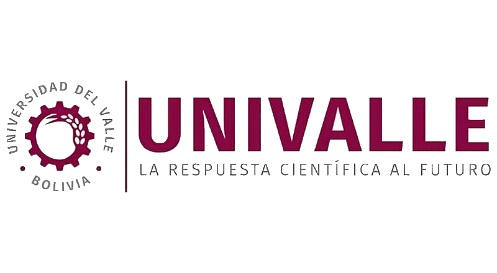 UNIVERSIDAD DEL VALLE
• BOLIVIA •
UNIVALLE
LA RESPUESTA CIENTÍFICA AL FUTURO